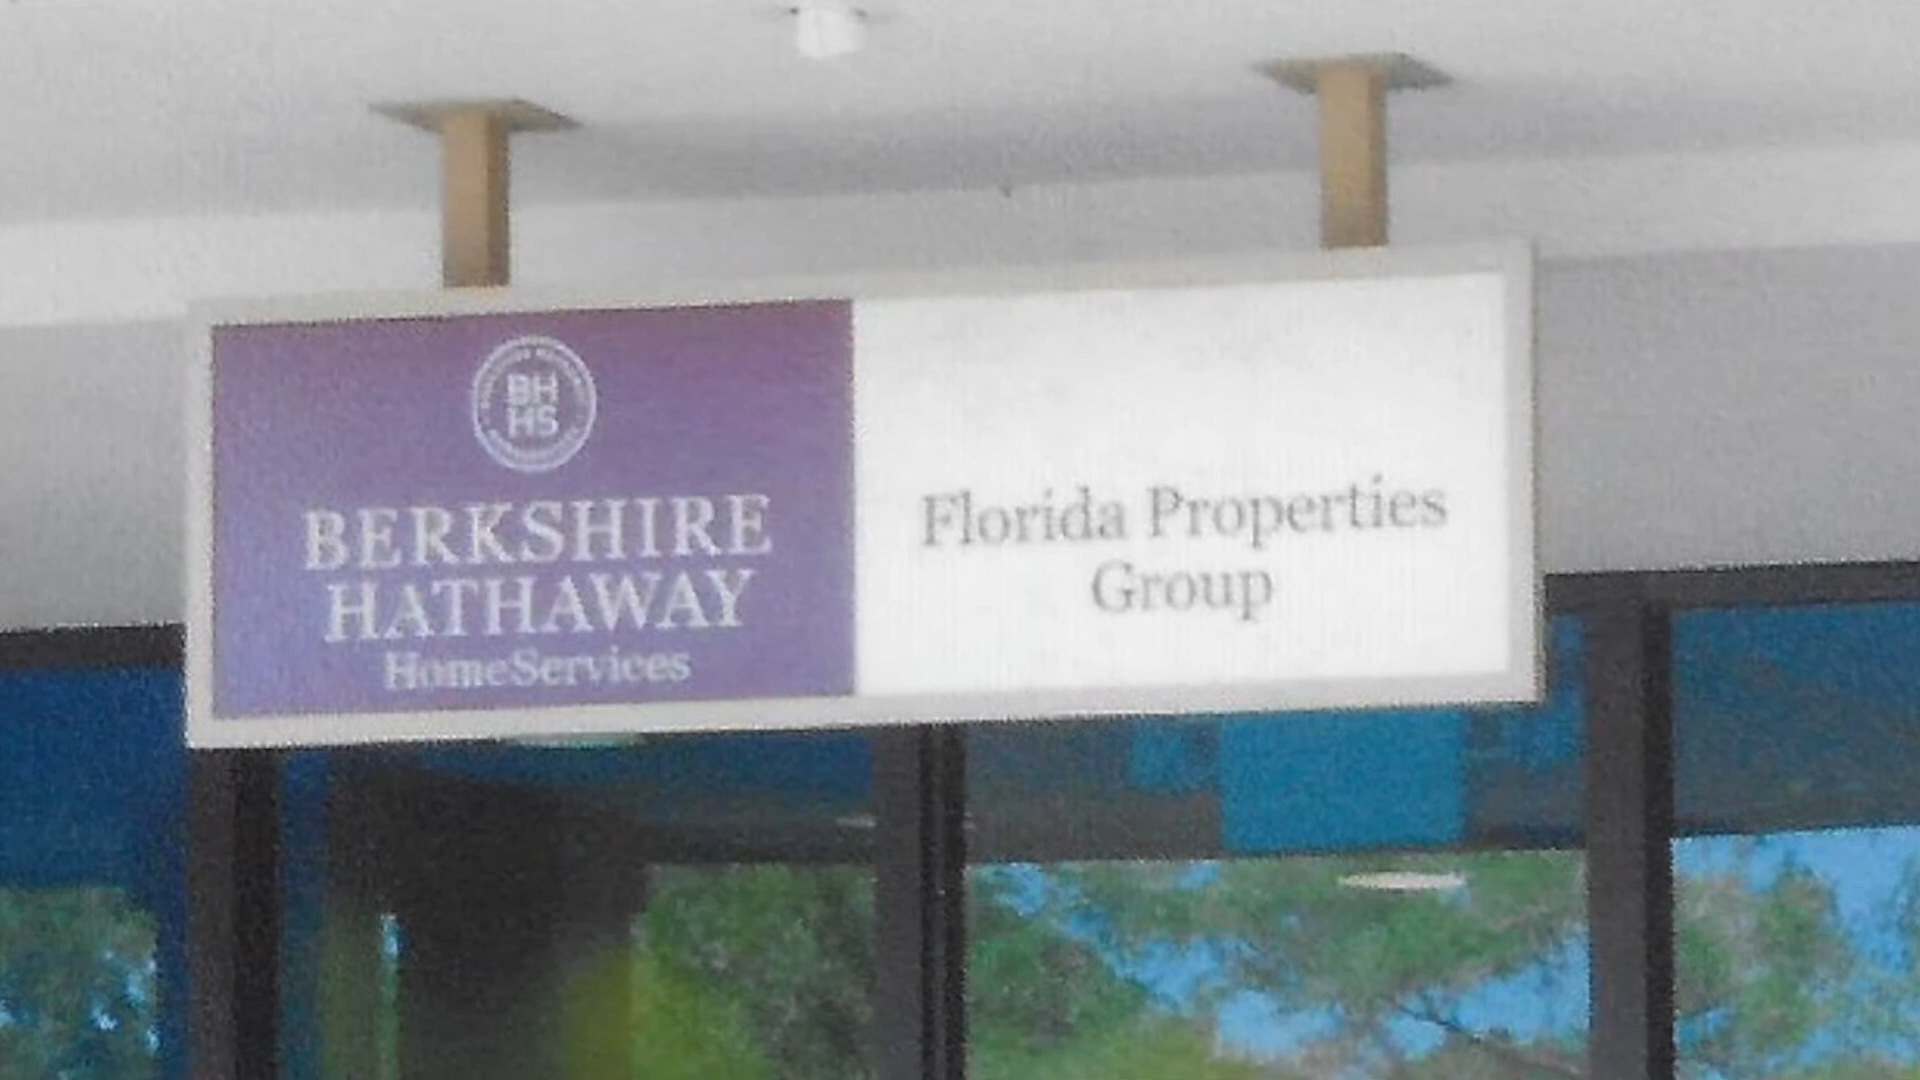 BH
HS
BERKSHIRE
HATHAWAY
HomeServices
Florida Properties
Group